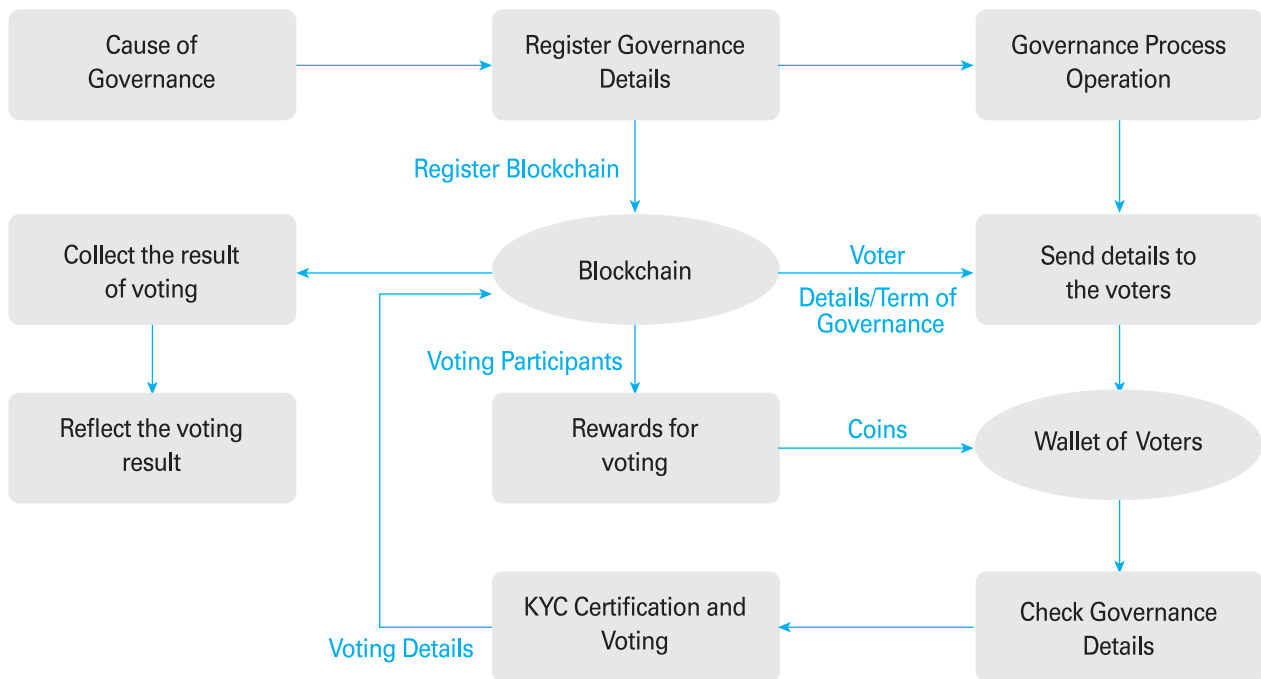 Cause of
Governance
Register Governance
Details
Governance Process
Operation
Register Blockchain
Collect the result
of voting
Blockchain
Voter
Details/Term of
Governance
Send details to
the voters
Voting Participants
Reflect the voting
result
Rewards for
voting
Coins
Wallet of Voters
KYC Certification and
Voting
Voting Details
Check Governance
Details